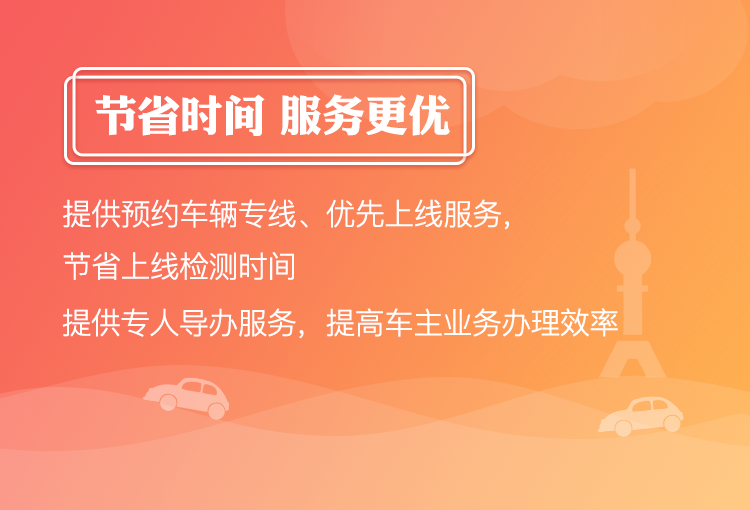 节省时间 服务更优
提供预约车辆专线、优先上线服务，
节省上线检测时间
提供专人导办服务，提高车主业务办理效率